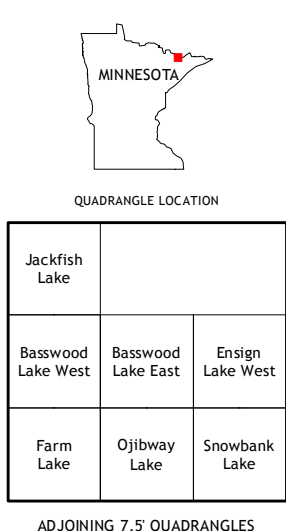 MINNESOTA
QUADRANGLE LOCATION
Jackfish
Lake
Basswood
Lake West
Basswood
Lake East
Ensign
Lake West
Farm
Lake
Ojibway
Lake
Snowbank
Lake
ADJOINING 7.5' QUADRANGLES